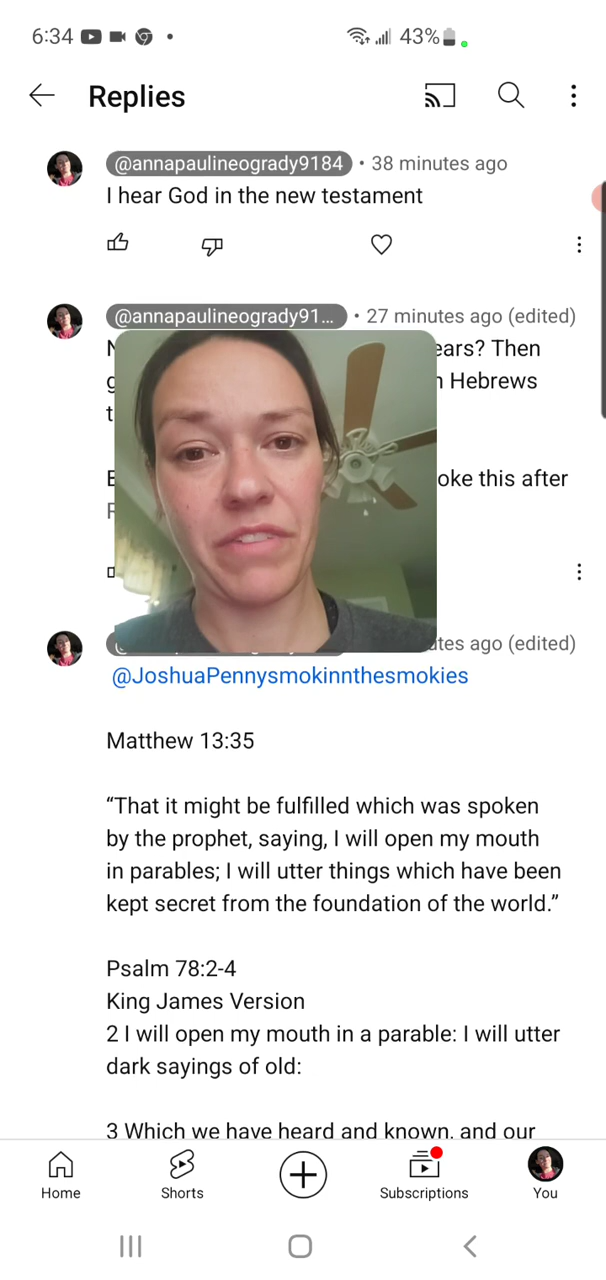 6:34
43%
Replies
@annapaulineogrady9184 • 38 minutes ago
I hear God in the new testament
@annapaulineogrady91... • 27 minutes ago (edited)
ears? Then
Hebrews
oke this after
ago (edited)
@JoshuaPennysmokinnthesmokies
Matthew 13:35
“That it might be fulfilled which was spoken
by the prophet, saying, I will open my mouth
in parables; I will utter things which have been
kept secret from the foundation of the world.”
Psalm 78:2-4
King James Version
2 I will open my mouth in a parable: I will utter
dark sayings of old:
3 Which we have heard and known, and our
Home
Shorts
Subscriptions
You